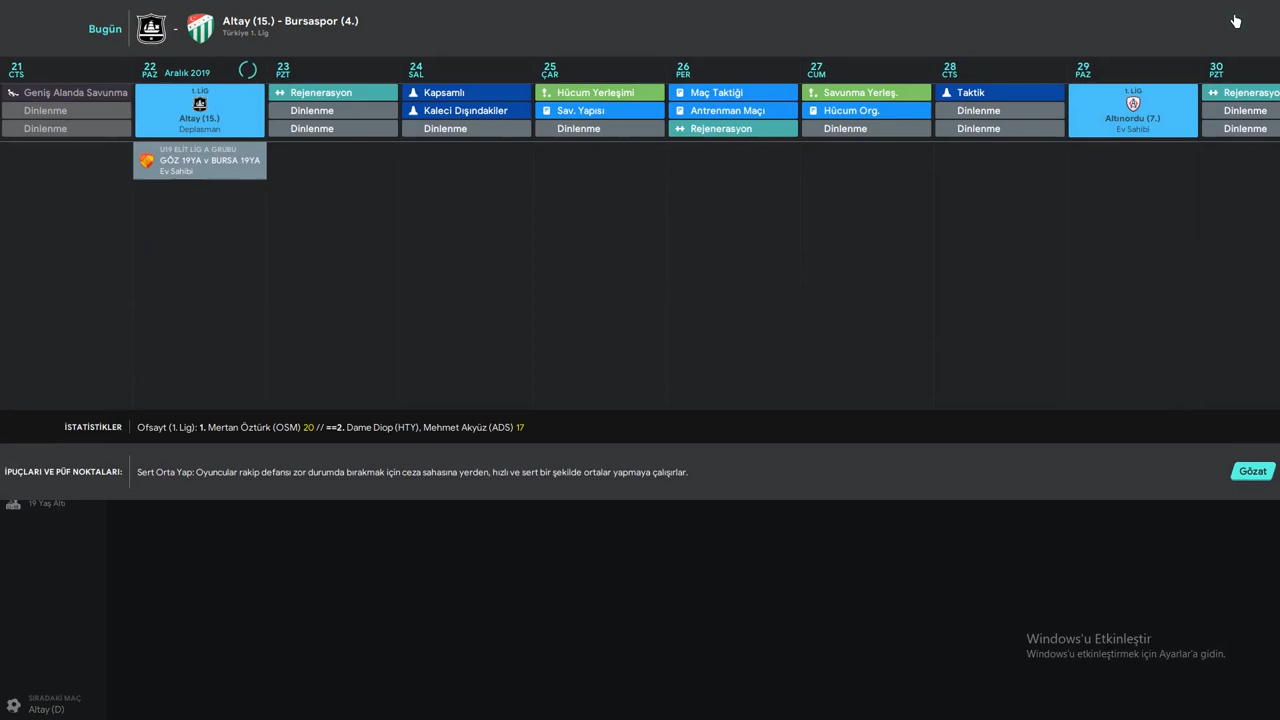 Bugün
Altay (15.) - Bursaspor (4.)
Türkiye 1. Lig
21 CTS
22 PAZ Aralık 2019
23 PZT
24 SAL
25 ÇAR
26 PER
27 CUM
28 CTS
29 PAZ
30 PZT
Geniş Alanda Savunma
Dinlenme
Dinlenme
1. LİG
Altay (15.)
Deplasman
Rejenerasyon
Dinlenme
Dinlenme
Kapsamlı
Kaleci Dışındakiler
Dinlenme
Hücum Yerleşimi
Sav. Yapısı
Dinlenme
Maç Taktiği
Antrenman Maçı
Rejenerasyon
Savunma Yerleş.
Hücum Org.
Dinlenme
Taktik
Dinlenme
Dinlenme
1. LİG
Altınordu (7.)
Ev Sahibi
Rejenerasyo
Dinlenme
Dinlenme
U19 ELİT LİG A GRUBU
GÖZ 19YA v BURSA 19YA
Ev Sahibi
İSTATİSTİKLER
Ofsayt (1. Lig): 1. Mertan Öztürk (OSM) 20 // ==2. Dame Diop (HTY), Mehmet Akyüz (ADS) 17
İPUÇLARI VE PÜF NOKTALARI:
Sert Orta Yap: Oyuncular rakip defansı zor durumda bırakmak için ceza sahasına yerden, hızlı ve sert bir şekilde ortalar yapmaya çalışırlar.
Gözat
19 Yaş Altı
Windows'u Etkinleştir
Windows'u etkinleştirmek için Ayarlar'a gidin.
SIRADAKİ MAÇ
Altay (D)